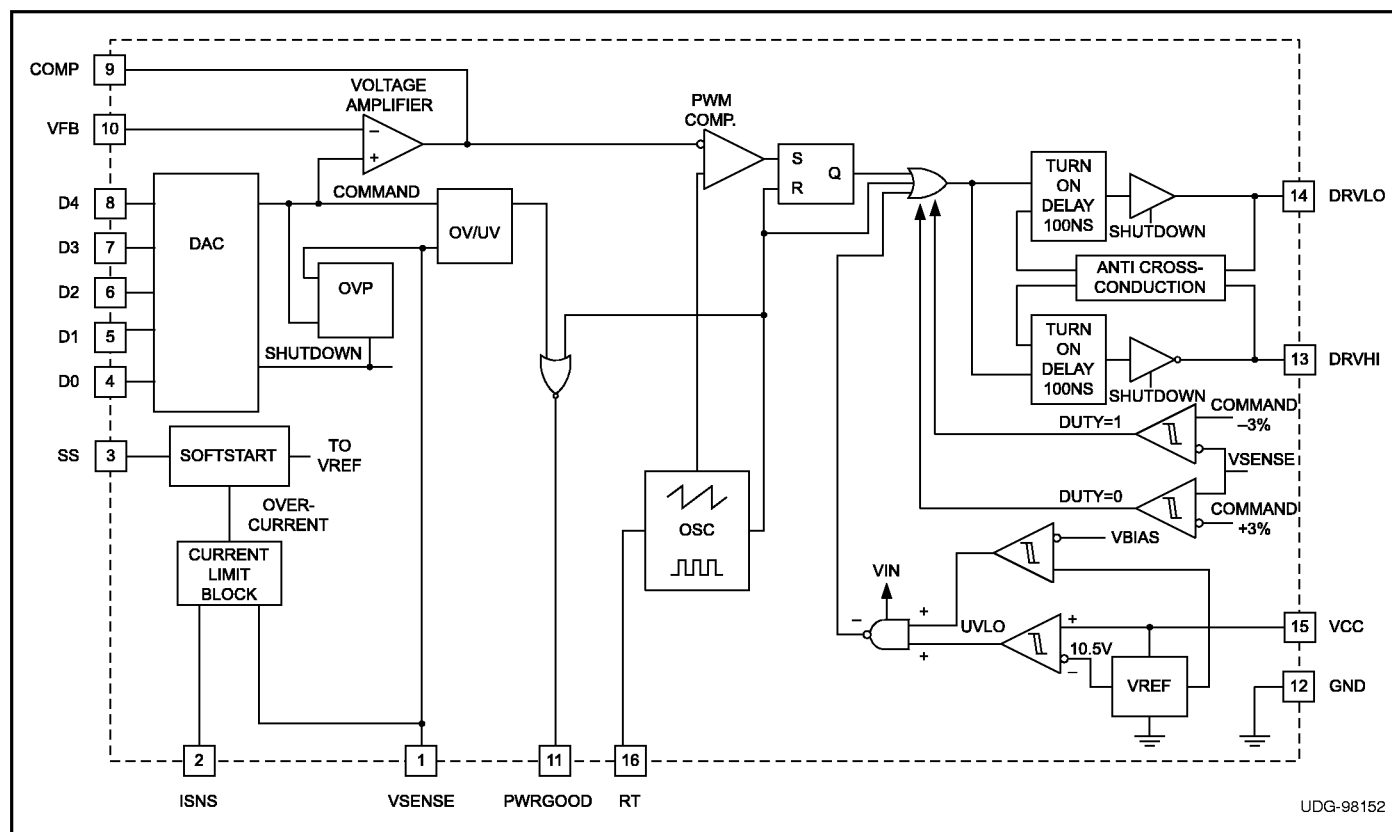 COMP
9
VOLTAGE
AMPLIFIER
PWM
COMP.
VFB
10
−
+
S
R
Q
TURN
ON
DELAY
100NS
14
DRVLO
SHUTDOWN
D4
8
COMMAND
DAC
OV/UV
D3
7
ANTI CROSS-
CONDUCTION
D2
6
OVP
D1
5
SHUTDOWN
D0
4
TURN
ON
DELAY
100NS
13
DRVHI
SHUTDOWN
DUTY=1
COMMAND
–3%
SS
3
SOFTSTART
TO
VREF
VSENSE
OVER-
CURRENT
DUTY=0
COMMAND
+3%
OSC
CURRENT
LIMIT
BLOCK
VBIAS
VIN
+
−
UVLO
+
+
10.5V
−
15
VCC
VREF
12
GND
2
1
11
16
ISNS
VSENSE
PWRGOOD
RT
UDG-98152